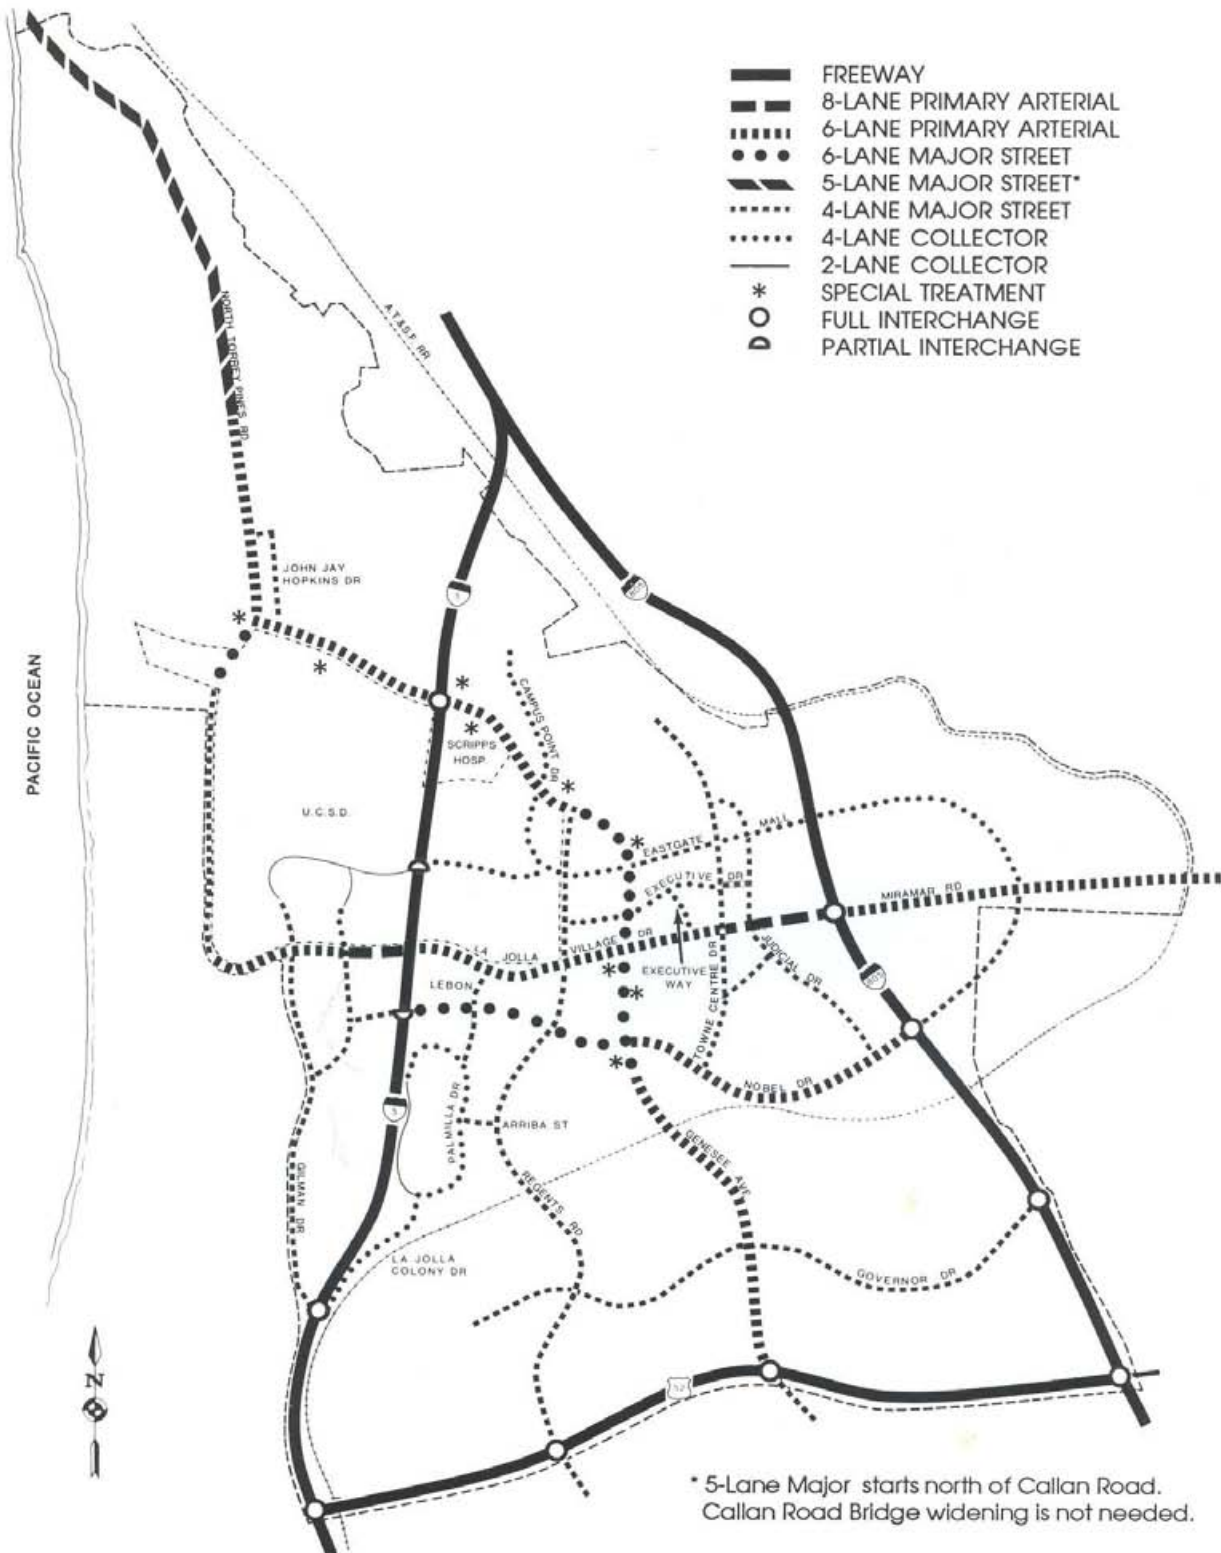 FREEWAY
8-LANE PRIMARY ARTERIAL
6-LANE PRIMARY ARTERIAL
6-LANE MAJOR STREET
5-LANE MAJOR STREET*
4-LANE MAJOR STREET
4-LANE COLLECTOR
2-LANE COLLECTOR
SPECIAL TREATMENT
FULL INTERCHANGE
PARTIAL INTERCHANGE
A.T.&S.F. RR
NORTH TORREY PINES RD
JOHN JAY
HOPKINS DR
5
805
PACIFIC OCEAN
CAMPUS POINT DR
SCRIPPS
HOSP.
U.C.S.D.
EASTGATE MALL
EXECUTIVE DR
MIRAMAR RD
LA JOLLA VILLAGE DR
EXECUTIVE
WAY
JUDICIAL DR
805
LEBON
TOWNE CENTRE DR
NOBEL DR
5
PALMILLA DR
ARRIBA ST
GENESEE AVE
GILMAN DR
REGENTS RD
LA JOLLA
COLONY DR
GOVERNOR DR
N
52
* 5-Lane Major starts north of Callan Road.
Callan Road Bridge widening is not needed.